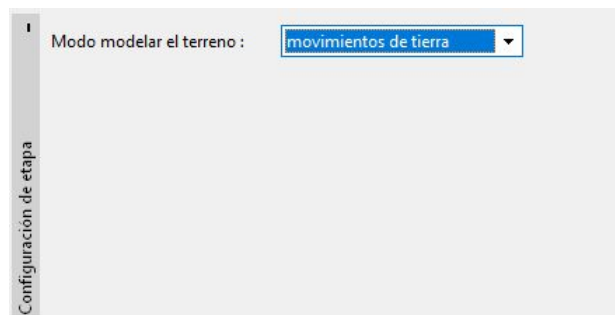 Modo modelar el terreno :
movimientos de tierra
Configuración de etapa